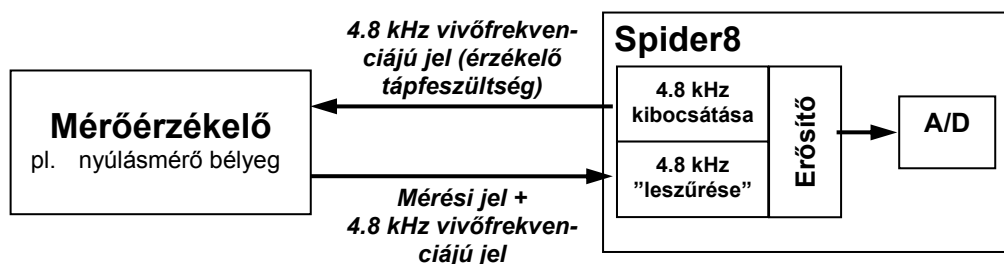 4.8 kHz vivőfrekven-
ciájú jel (érzékelő
tápfeszültség)
Mérőérzékelő
pl. nyúlásmérő bélyeg
Mérési jel +
4.8 kHz vivőfrekven-
ciájú jel
Spider8
4.8 kHz
kibocsátása
4.8 kHz
”leszűrése”
Erősítő
A/D